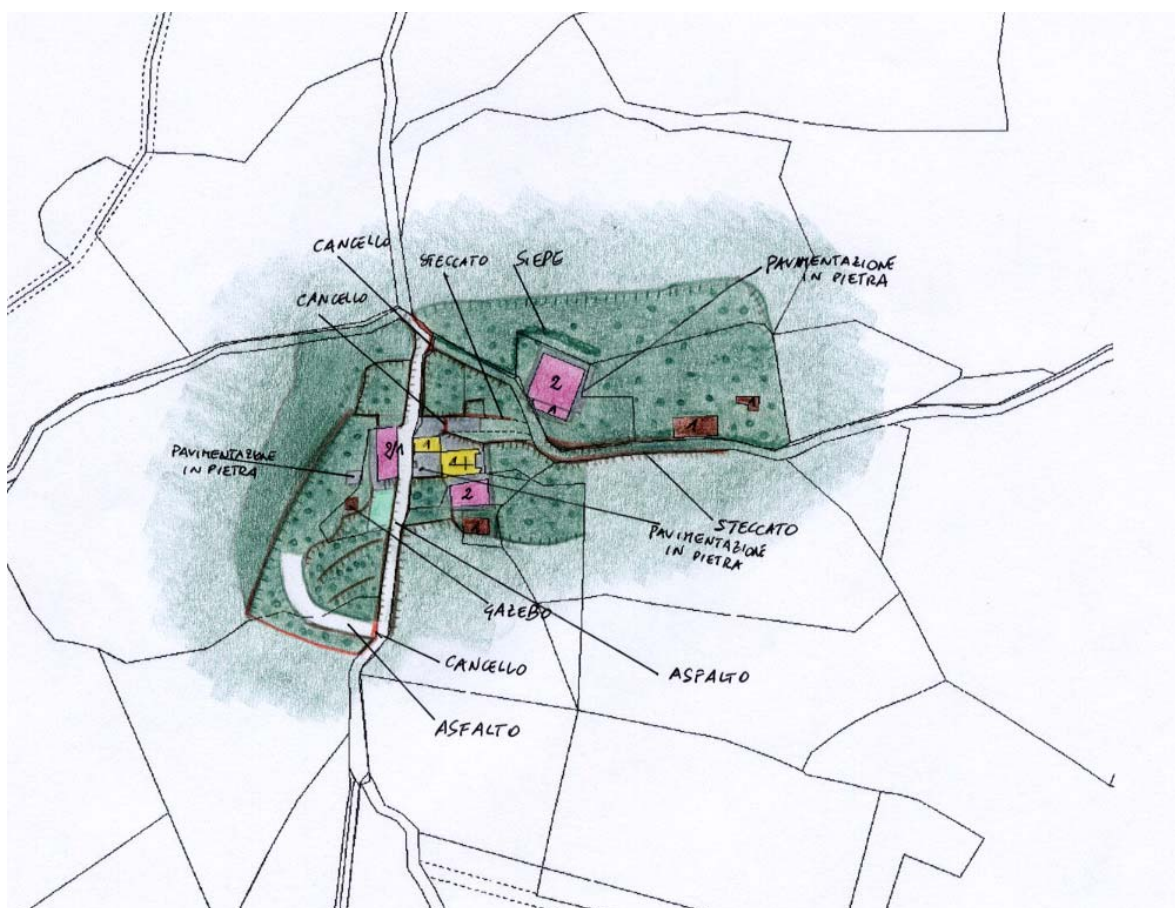 CANCELLO
STECCATO
SIEPE
PAVIMENTAZIONE
IN PIETRA
CANCELLO
2
1
1
1
2/1
1
PAVIMENTAZIONE
IN PIETRA
2
1
STECCATO
PAVIMENTAZIONE
IN PIETRA
GAZEBO
CANCELLO
ASPALTO
ASFALTO